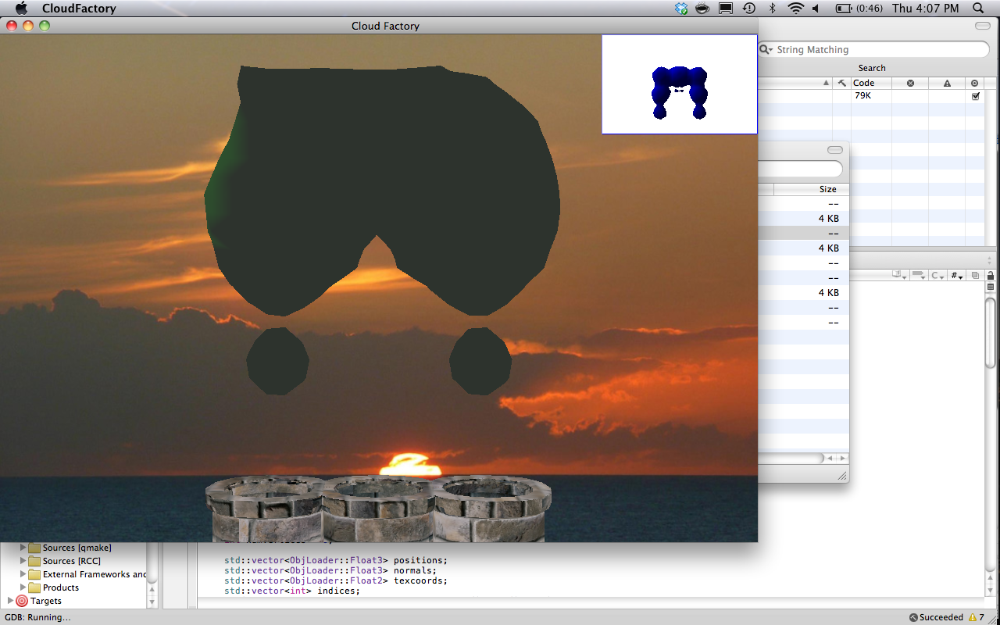 CloudFactory
(0:46) Thu 4:07 PM
Cloud Factory
String Matching
Search
Code
79K
Size
--
4 KB
--
4 KB
--
--
4 KB
--
--
C
#
Sources [qmake]
Sources [RCC]
External Frameworks and
Products
Targets
std::vector<ObjLoader::Float3> positions;
std::vector<ObjLoader::Float3> normals;
std::vector<ObjLoader::Float2> texcoords;
std::vector<int> indices;
GDB: Running...
Succeeded
7